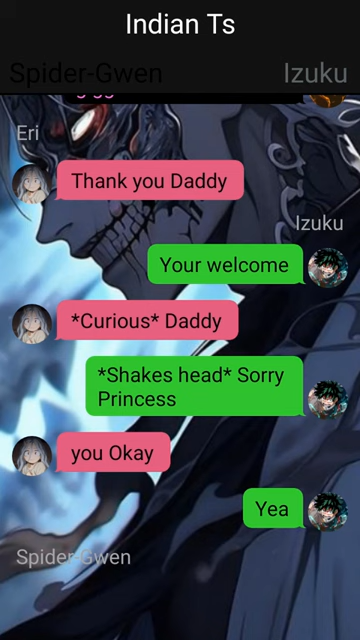 Indian Ts
Spider-Gwen
Izuku
Eri
Thank you Daddy
Izuku
Your welcome
*Curious* Daddy
*Shakes head* Sorry
Princess
you Okay
Yea
Spider-Gwen